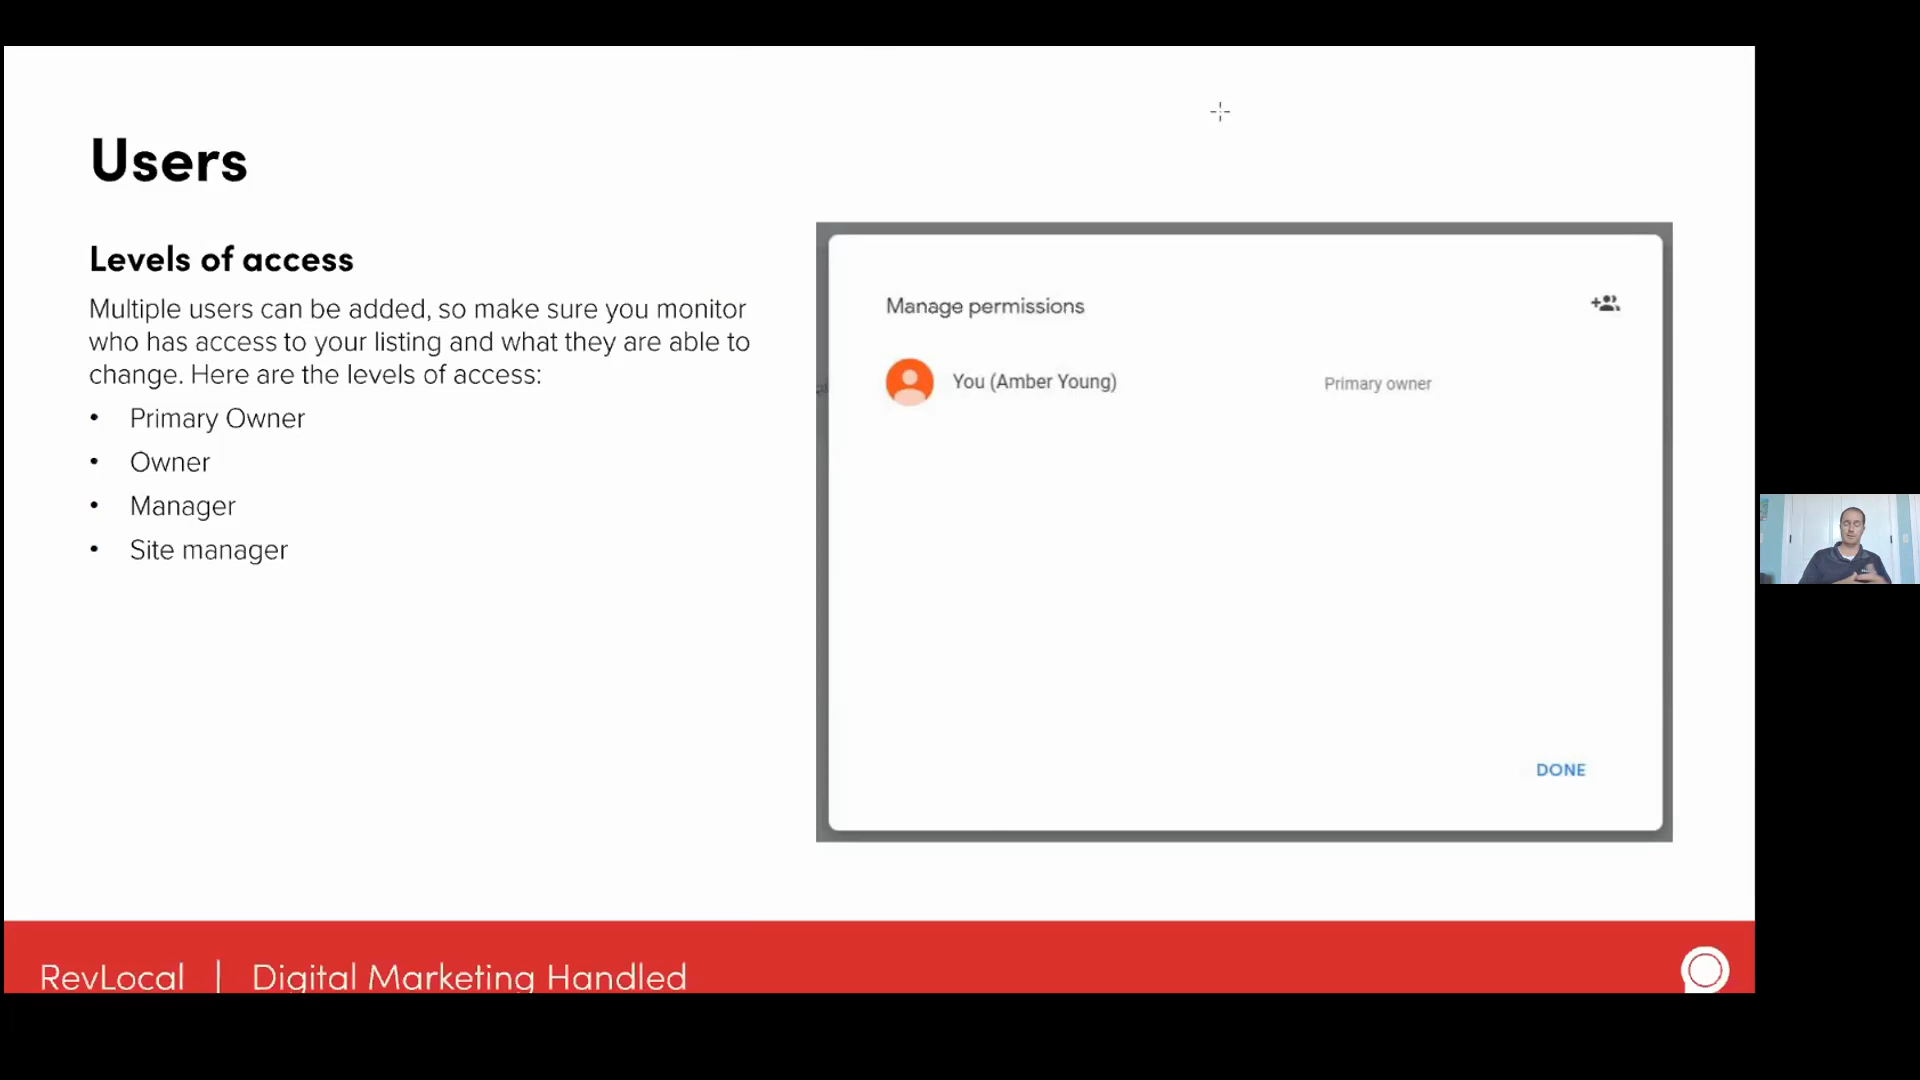 Users
Levels of access
Multiple users can be added, so make sure you monitor
who has access to your listing and what they are able to
change. Here are the levels of access:
• Primary Owner
• Owner
• Manager
• Site manager
Manage permissions
You (Amber Young)
Primary owner
DONE
RevLocal | Digital Marketing Handled